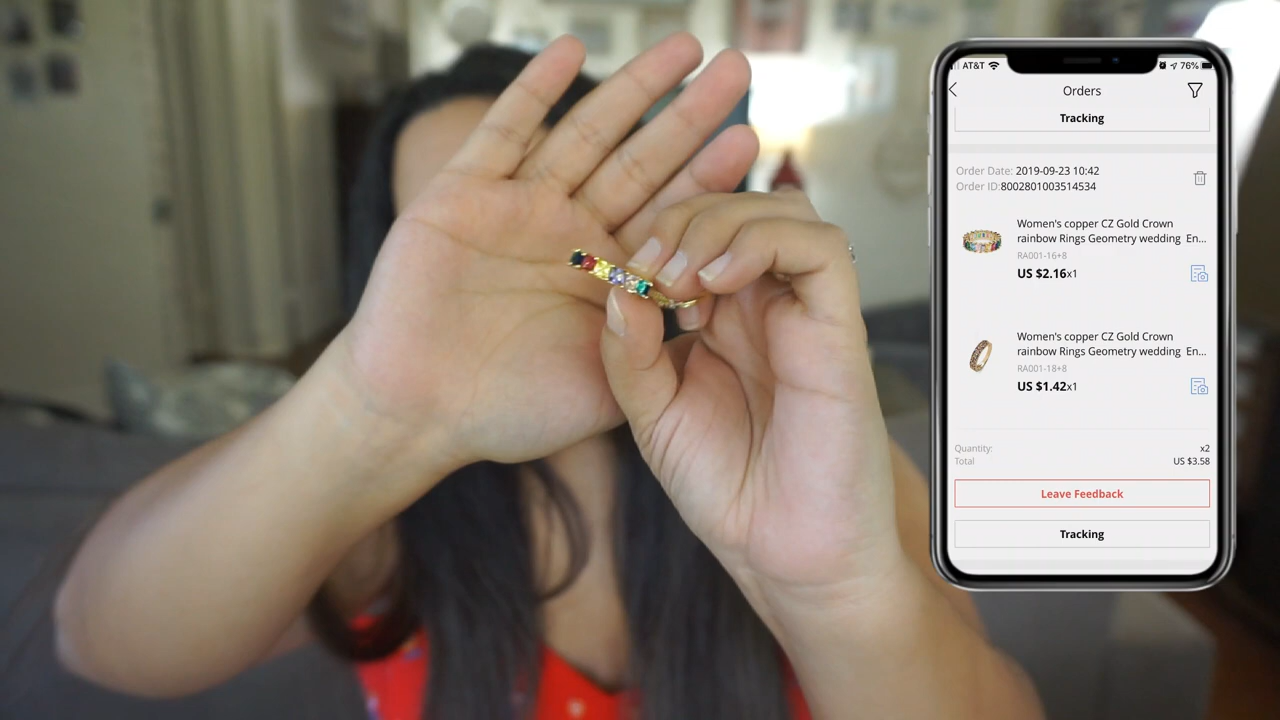 AT&T 76%
Orders
Tracking
Order Date: 2019-09-23 10:42
Order ID:8002801003514534
Women's copper CZ Gold Crown
rainbow Rings Geometry wedding En...
RA001-16+8
US $2.16x1
Women's copper CZ Gold Crown
rainbow Rings Geometry wedding En...
RA001-18+8
US $1.42x1
Quantity: x2
Total US $3.58
Leave Feedback
Tracking